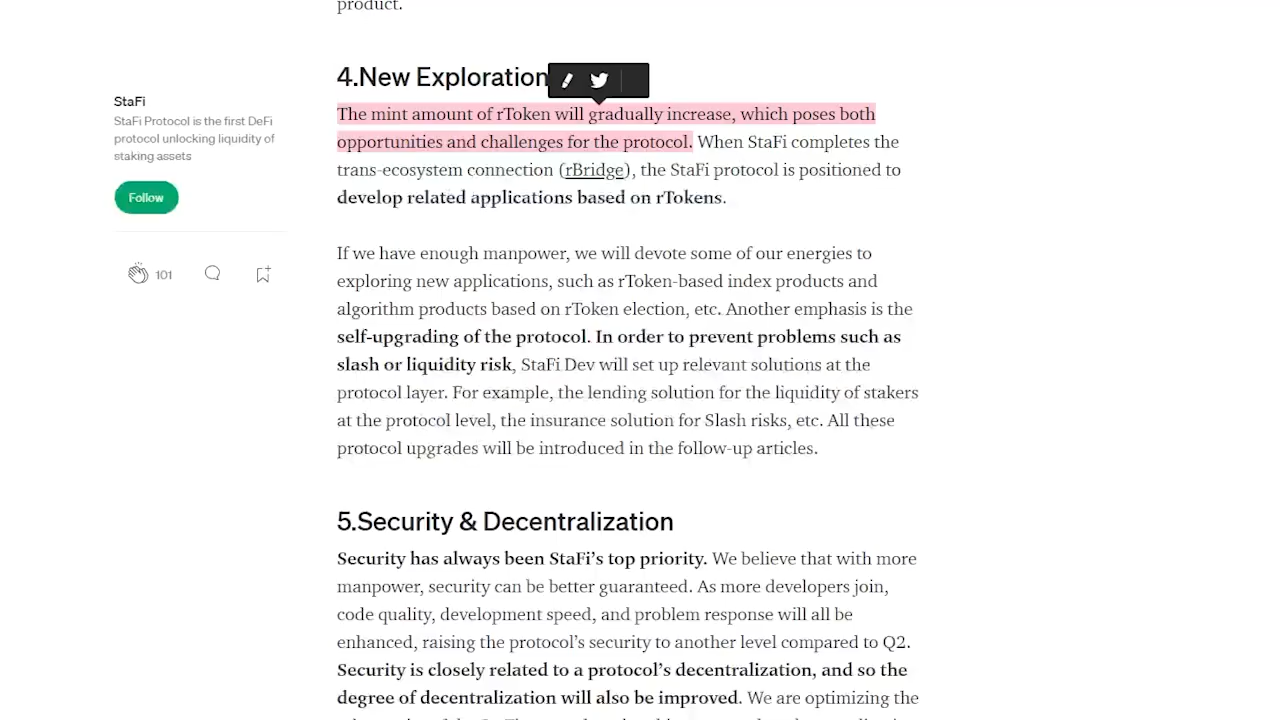 product.
4.New Exploration
StaFi
StaFi Protocol is the first DeFi
protocol unlocking liquidity of
staking assets
Follow
101
The mint amount of rToken will gradually increase, which poses both
opportunities and challenges for the protocol. When StaFi completes the
trans-ecosystem connection (rBridge), the StaFi protocol is positioned to
develop related applications based on rTokens.
If we have enough manpower, we will devote some of our energies to
exploring new applications, such as rToken-based index products and
algorithm products based on rToken election, etc. Another emphasis is the
self-upgrading of the protocol. In order to prevent problems such as
slash or liquidity risk, StaFi Dev will set up relevant solutions at the
protocol layer. For example, the lending solution for the liquidity of stakers
at the protocol level, the insurance solution for Slash risks, etc. All these
protocol upgrades will be introduced in the follow-up articles.
5.Security & Decentralization
Security has always been StaFi's top priority. We believe that with more
manpower, security can be better guaranteed. As more developers join,
code quality, development speed, and problem response will all be
enhanced, raising the protocol's security to another level compared to Q2.
Security is closely related to a protocol's decentralization, and so the
degree of decentralization will also be improved. We are optimizing the